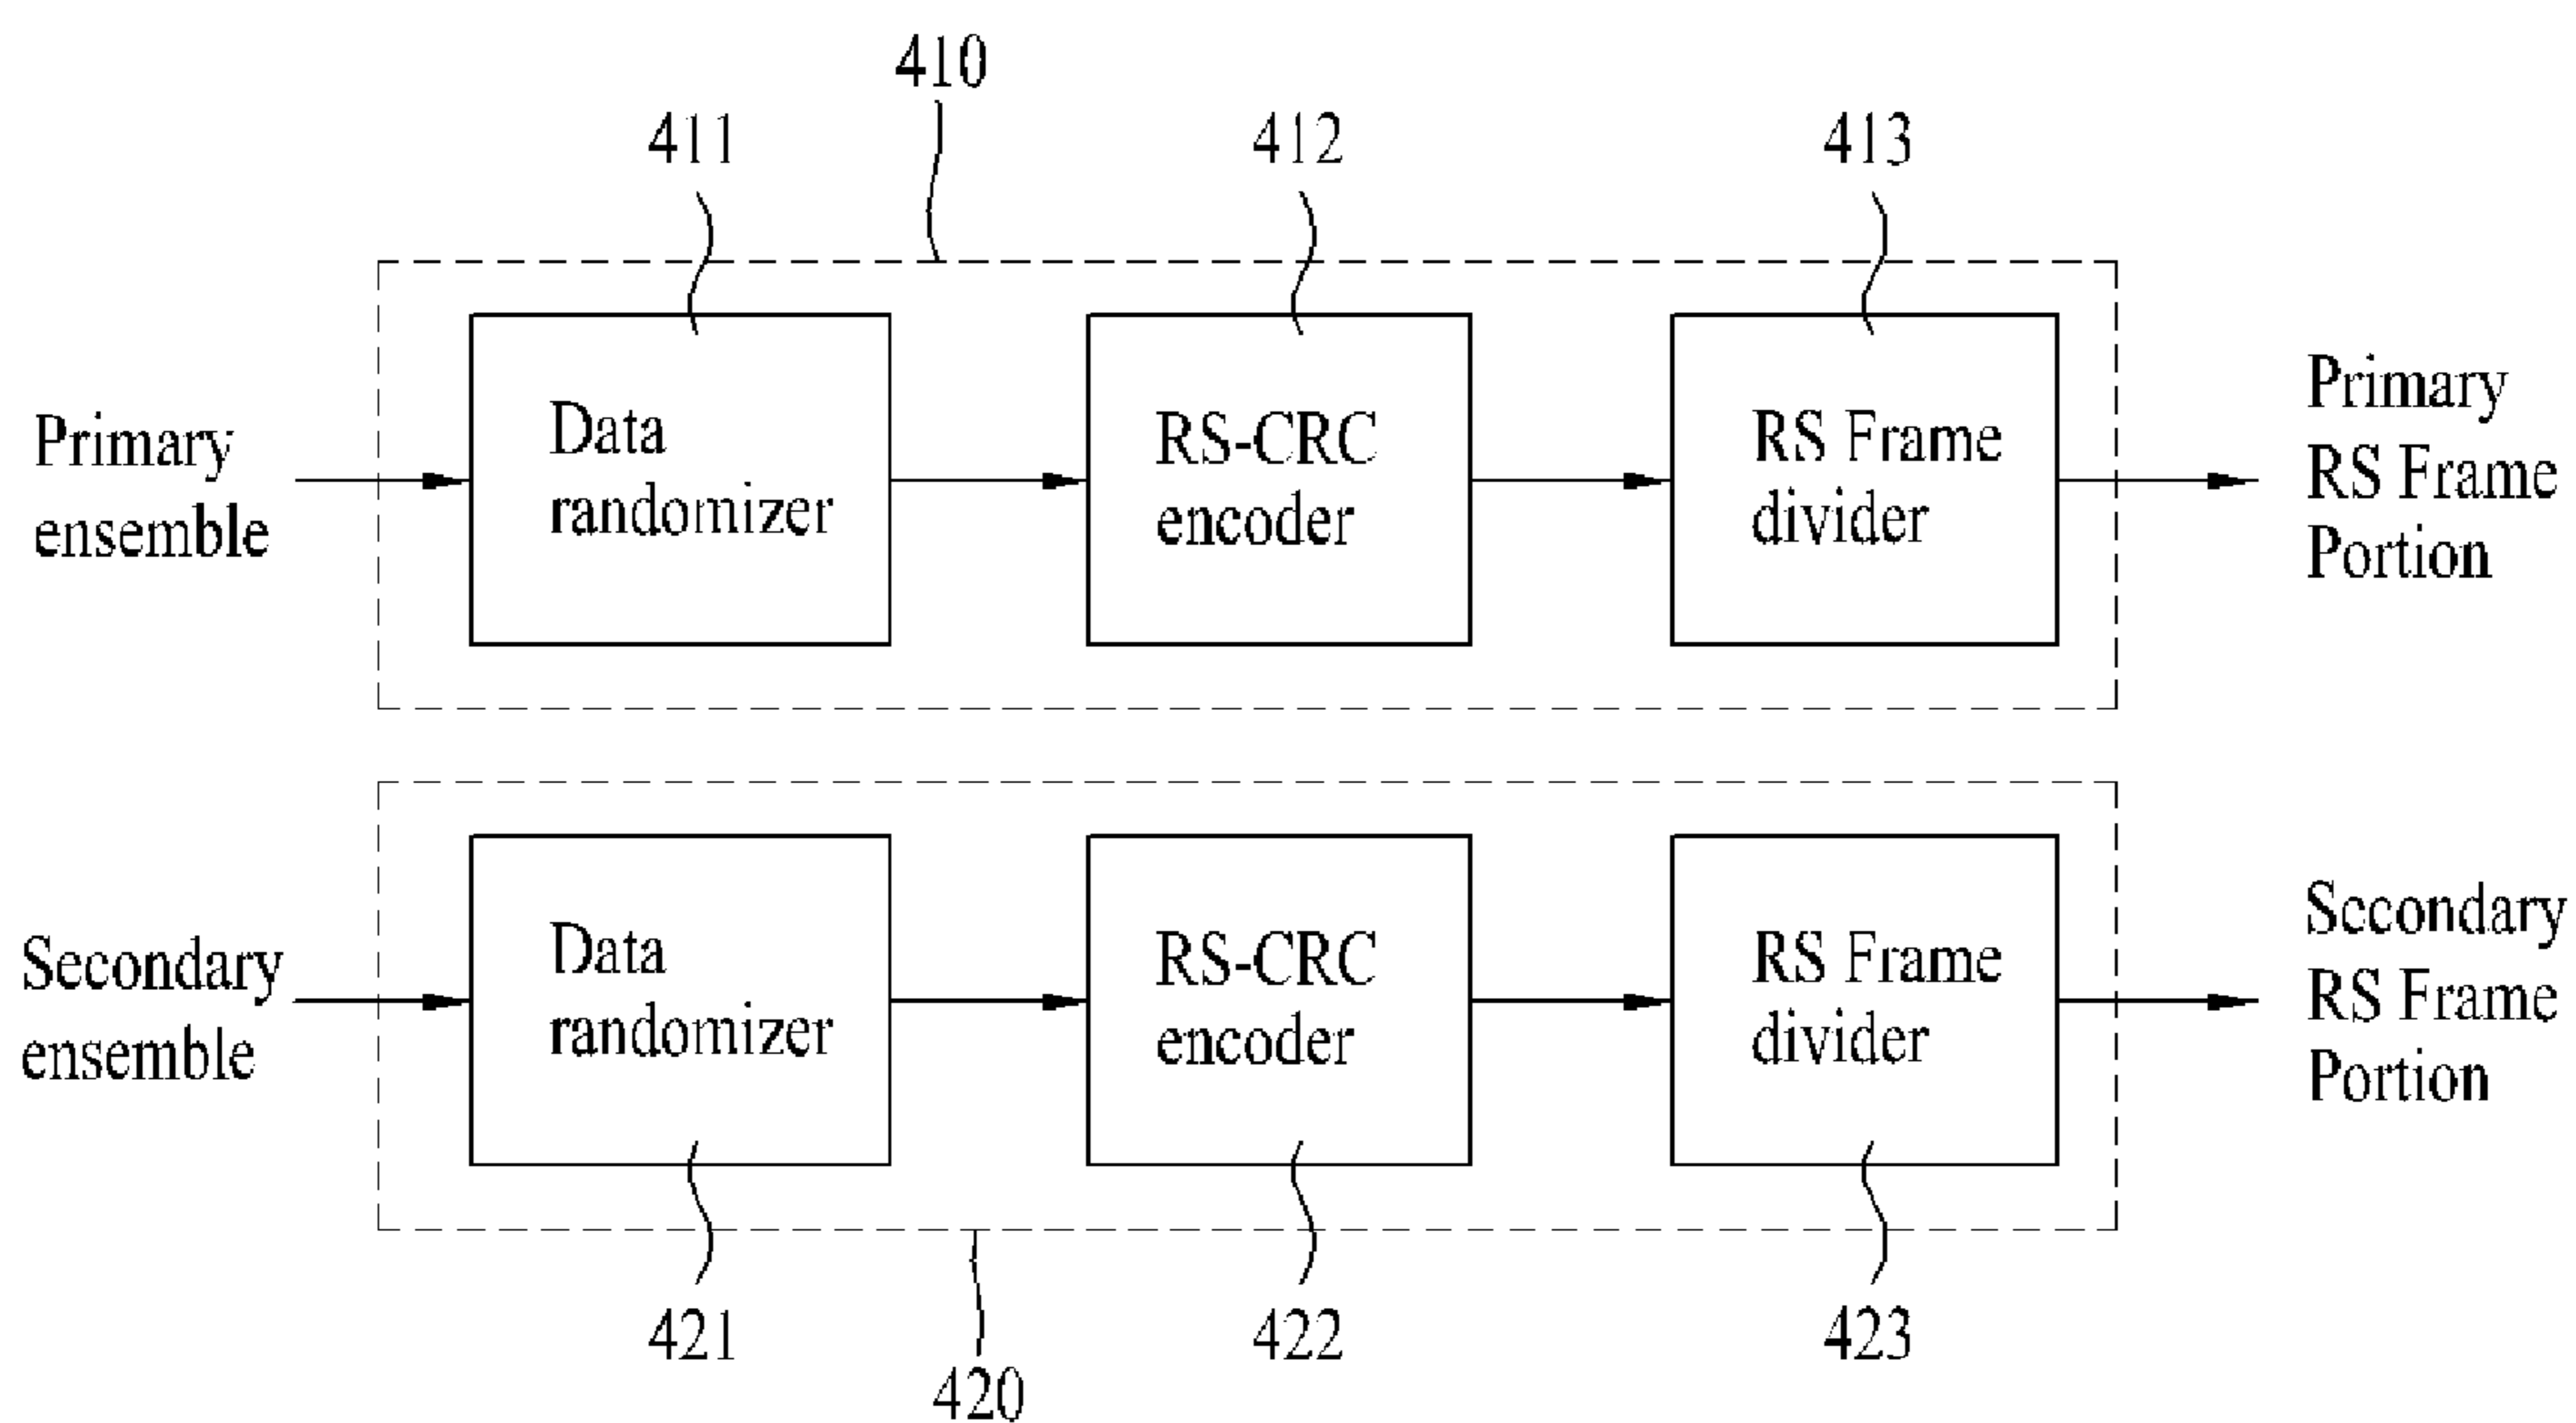 410
411
412
413
Primary
ensemble
Data
randomizer
RS-CRC
encoder
RS Frame
divider
Primary
RS Frame
Portion
Secondary
ensemble
Data
randomizer
RS-CRC
encoder
RS Frame
divider
Secondary
RS Frame
Portion
421
422
423
420